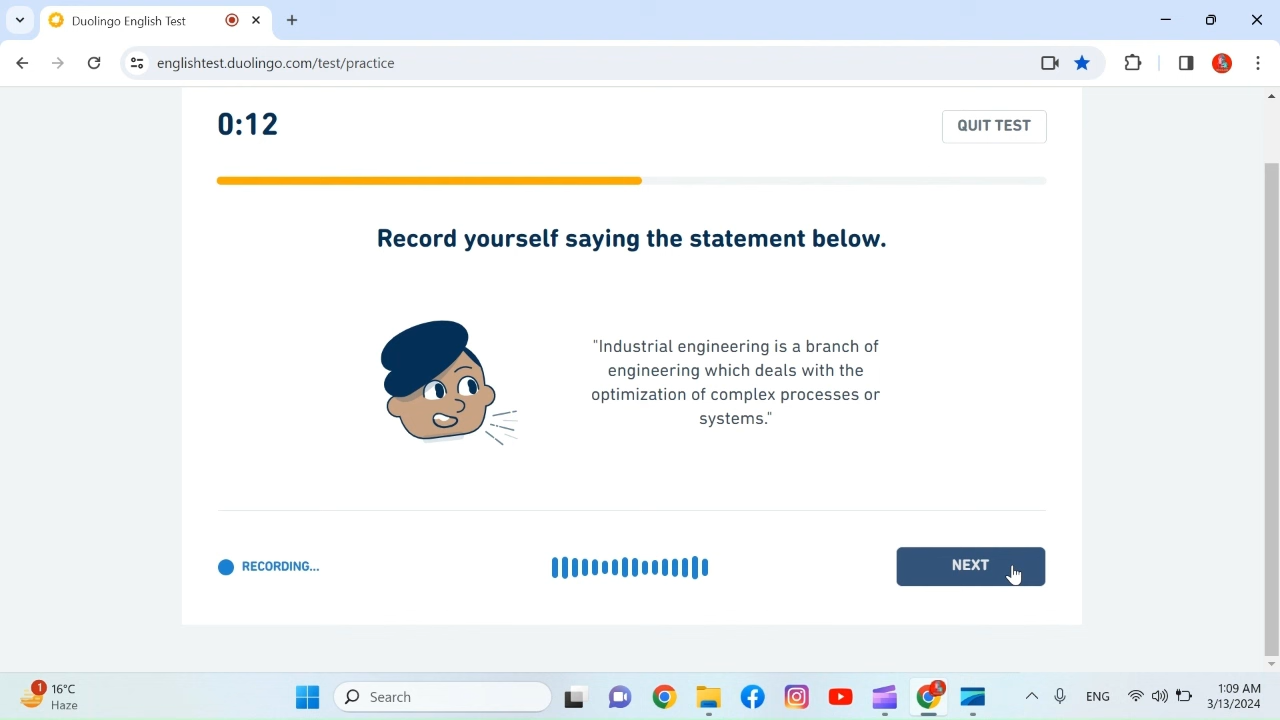 Duolingo English Test
englishtest.duolingo.com/test/practice
0:12
QUIT TEST
Record yourself saying the statement below.
"Industrial engineering is a branch of
engineering which deals with the
optimization of complex processes or
systems."
RECORDING...
NEXT
1
16°C
Haze
Search
ENG
1:09 AM
3/13/2024